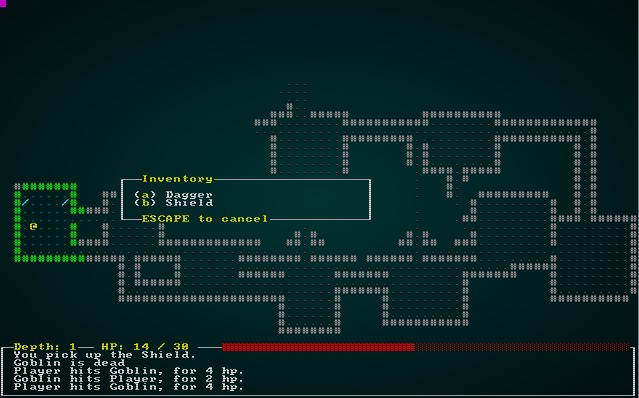 Inventory
(a) Dagger
(b) Shield
ESCAPE to cancel
@
Depth: 1 HP: 14 / 30
You pick up the Shield.
Goblin is dead
Player hits Goblin, for 4 hp.
Goblin hits Player, for 2 hp.
Player hits Goblin, for 4 hp.